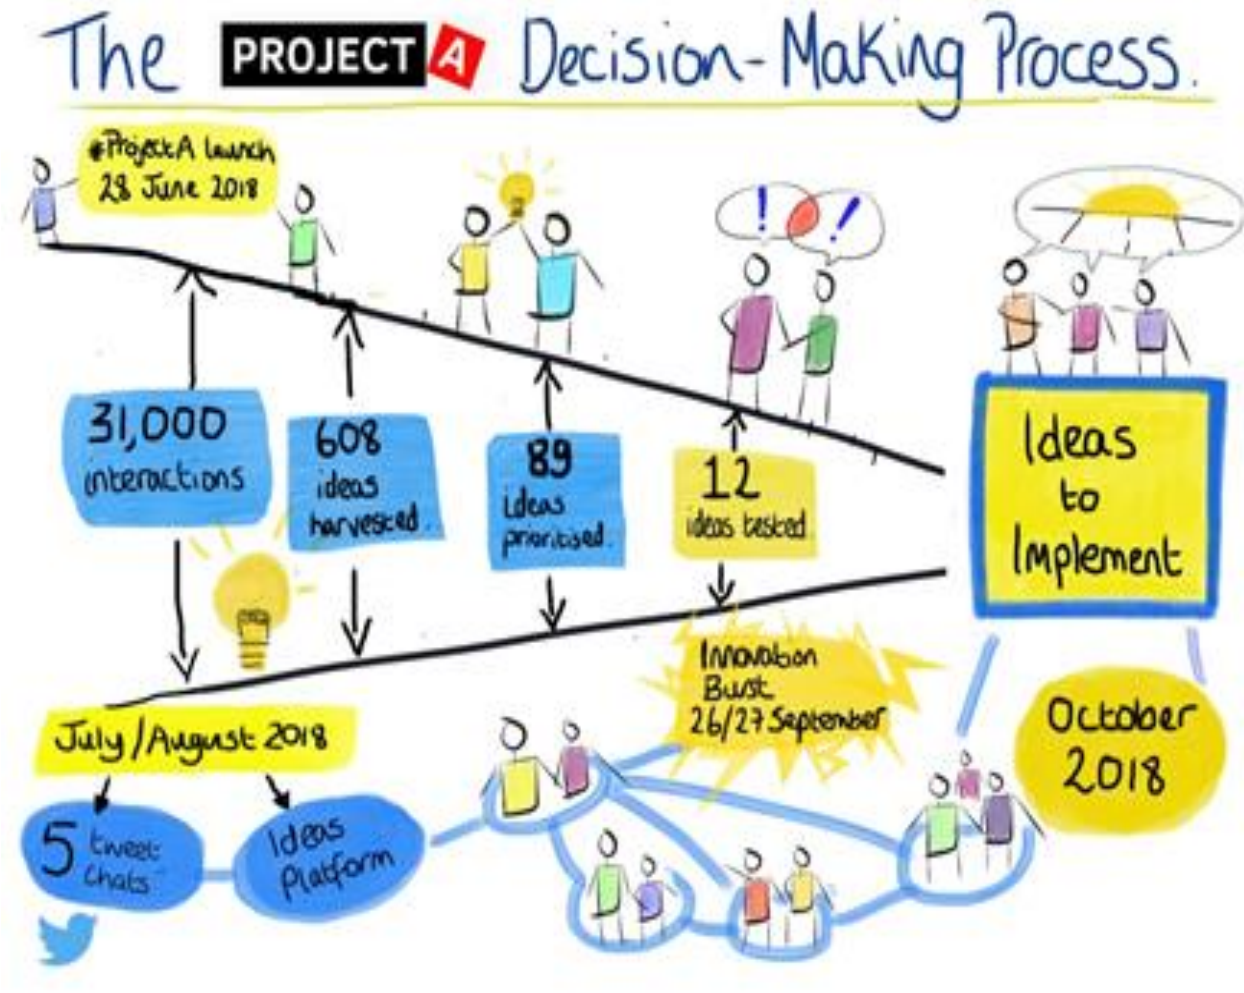 The PROJECT A Decision-Making Process.
#ProjectA launch
28 June 2018
31,000
interactions
608
ideas
harvested.
89
ideas
prioritised.
12
ideas tested.
Ideas
to
Implement
Innovation
Burst
26/27 September
July/August 2018
October
2018
5 tweet
chats
Ideas
Platform
! !